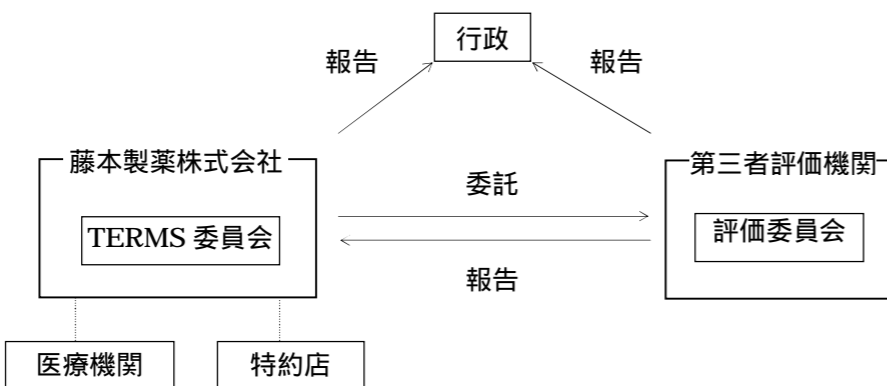 行政
報告
報告
藤本製薬株式会社
第三者評価機関
委託
TERMS 委員会
評価委員会
報告
医療機関
特約店